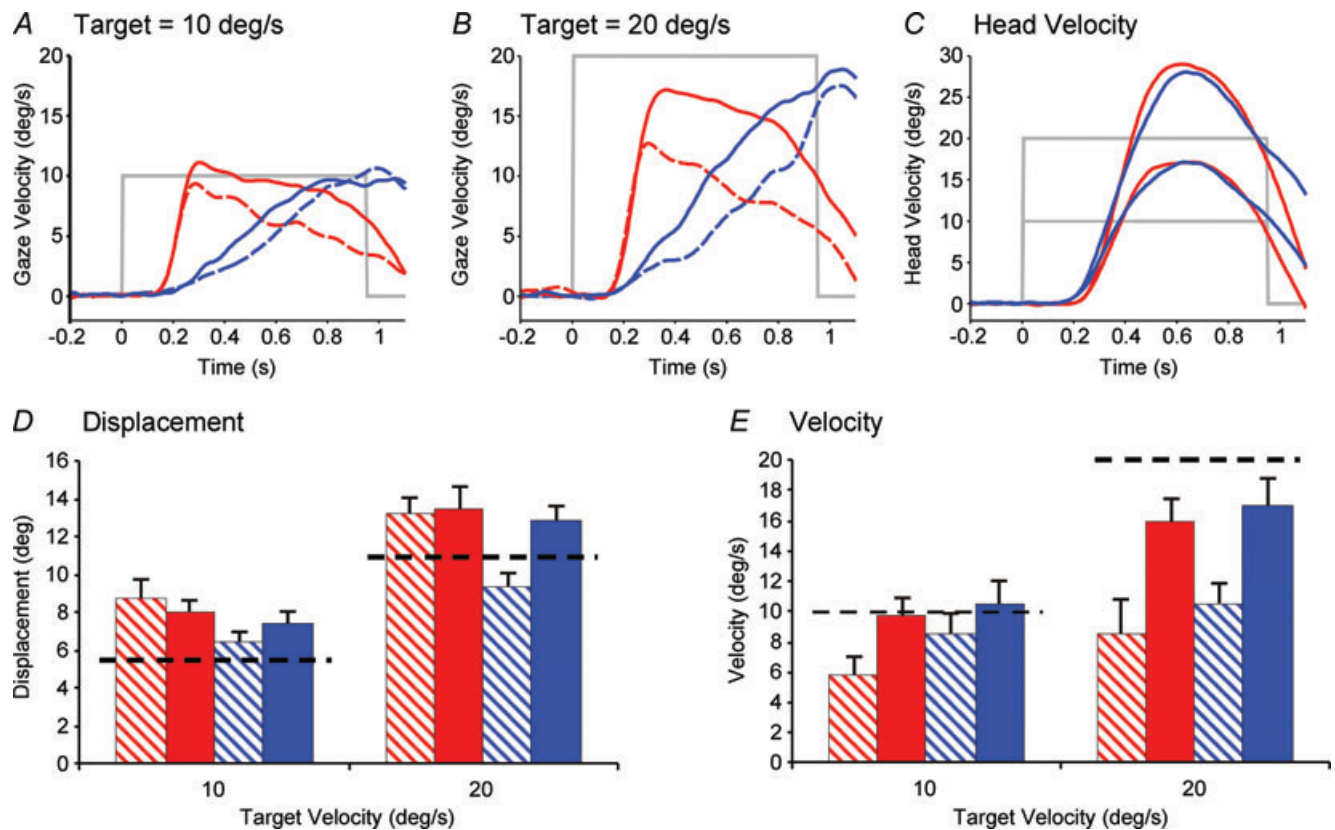 A Target = 10 deg/s
20
15
10
5
0
Gaze Velocity (deg/s)
-0.2 0 0.2 0.4 0.6 0.8 1
Time (s)
B Target = 20 deg/s
20
15
10
5
0
Gaze Velocity (deg/s)
-0.2 0 0.2 0.4 0.6 0.8 1
Time (s)
C Head Velocity
30
25
20
15
10
5
0
Head Velocity (deg/s)
-0.2 0 0.2 0.4 0.6 0.8 1
Time (s)
D Displacement
16
14
12
10
8
6
4
2
0
Displacement (deg)
10 20
Target Velocity (deg/s)
E Velocity
20
18
16
14
12
10
8
6
4
2
0
Velocity (deg/s)
10 20
Target Velocity (deg/s)